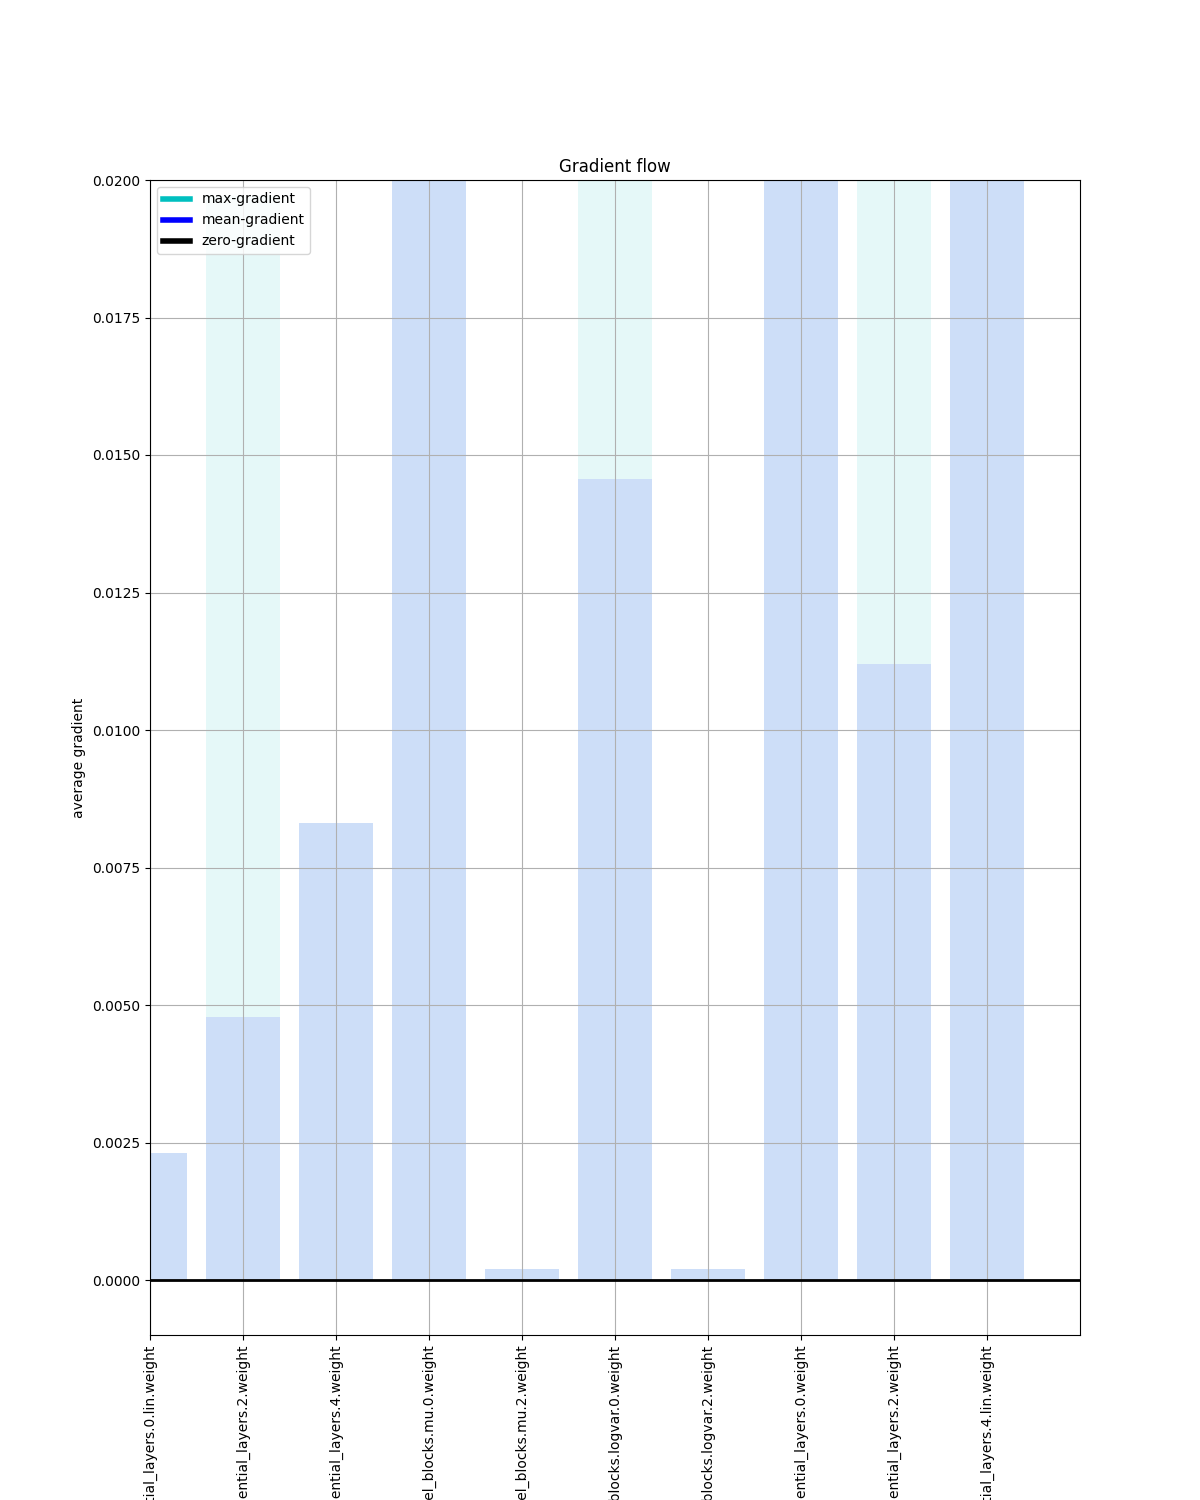 Gradient flow
max-gradient
mean-gradient
zero-gradient
0.0200
0.0175
0.0150
0.0125
0.0100
0.0075
0.0050
0.0025
0.0000
average gradient
tial_layers.0.lin.weight
ential_layers.2.weight
ential_layers.4.weight
el_blocks.mu.0.weight
el_blocks.mu.2.weight
blocks.logvar.0.weight
blocks.logvar.2.weight
ential_layers.0.weight
ential_layers.2.weight
tial_layers.4.lin.weight